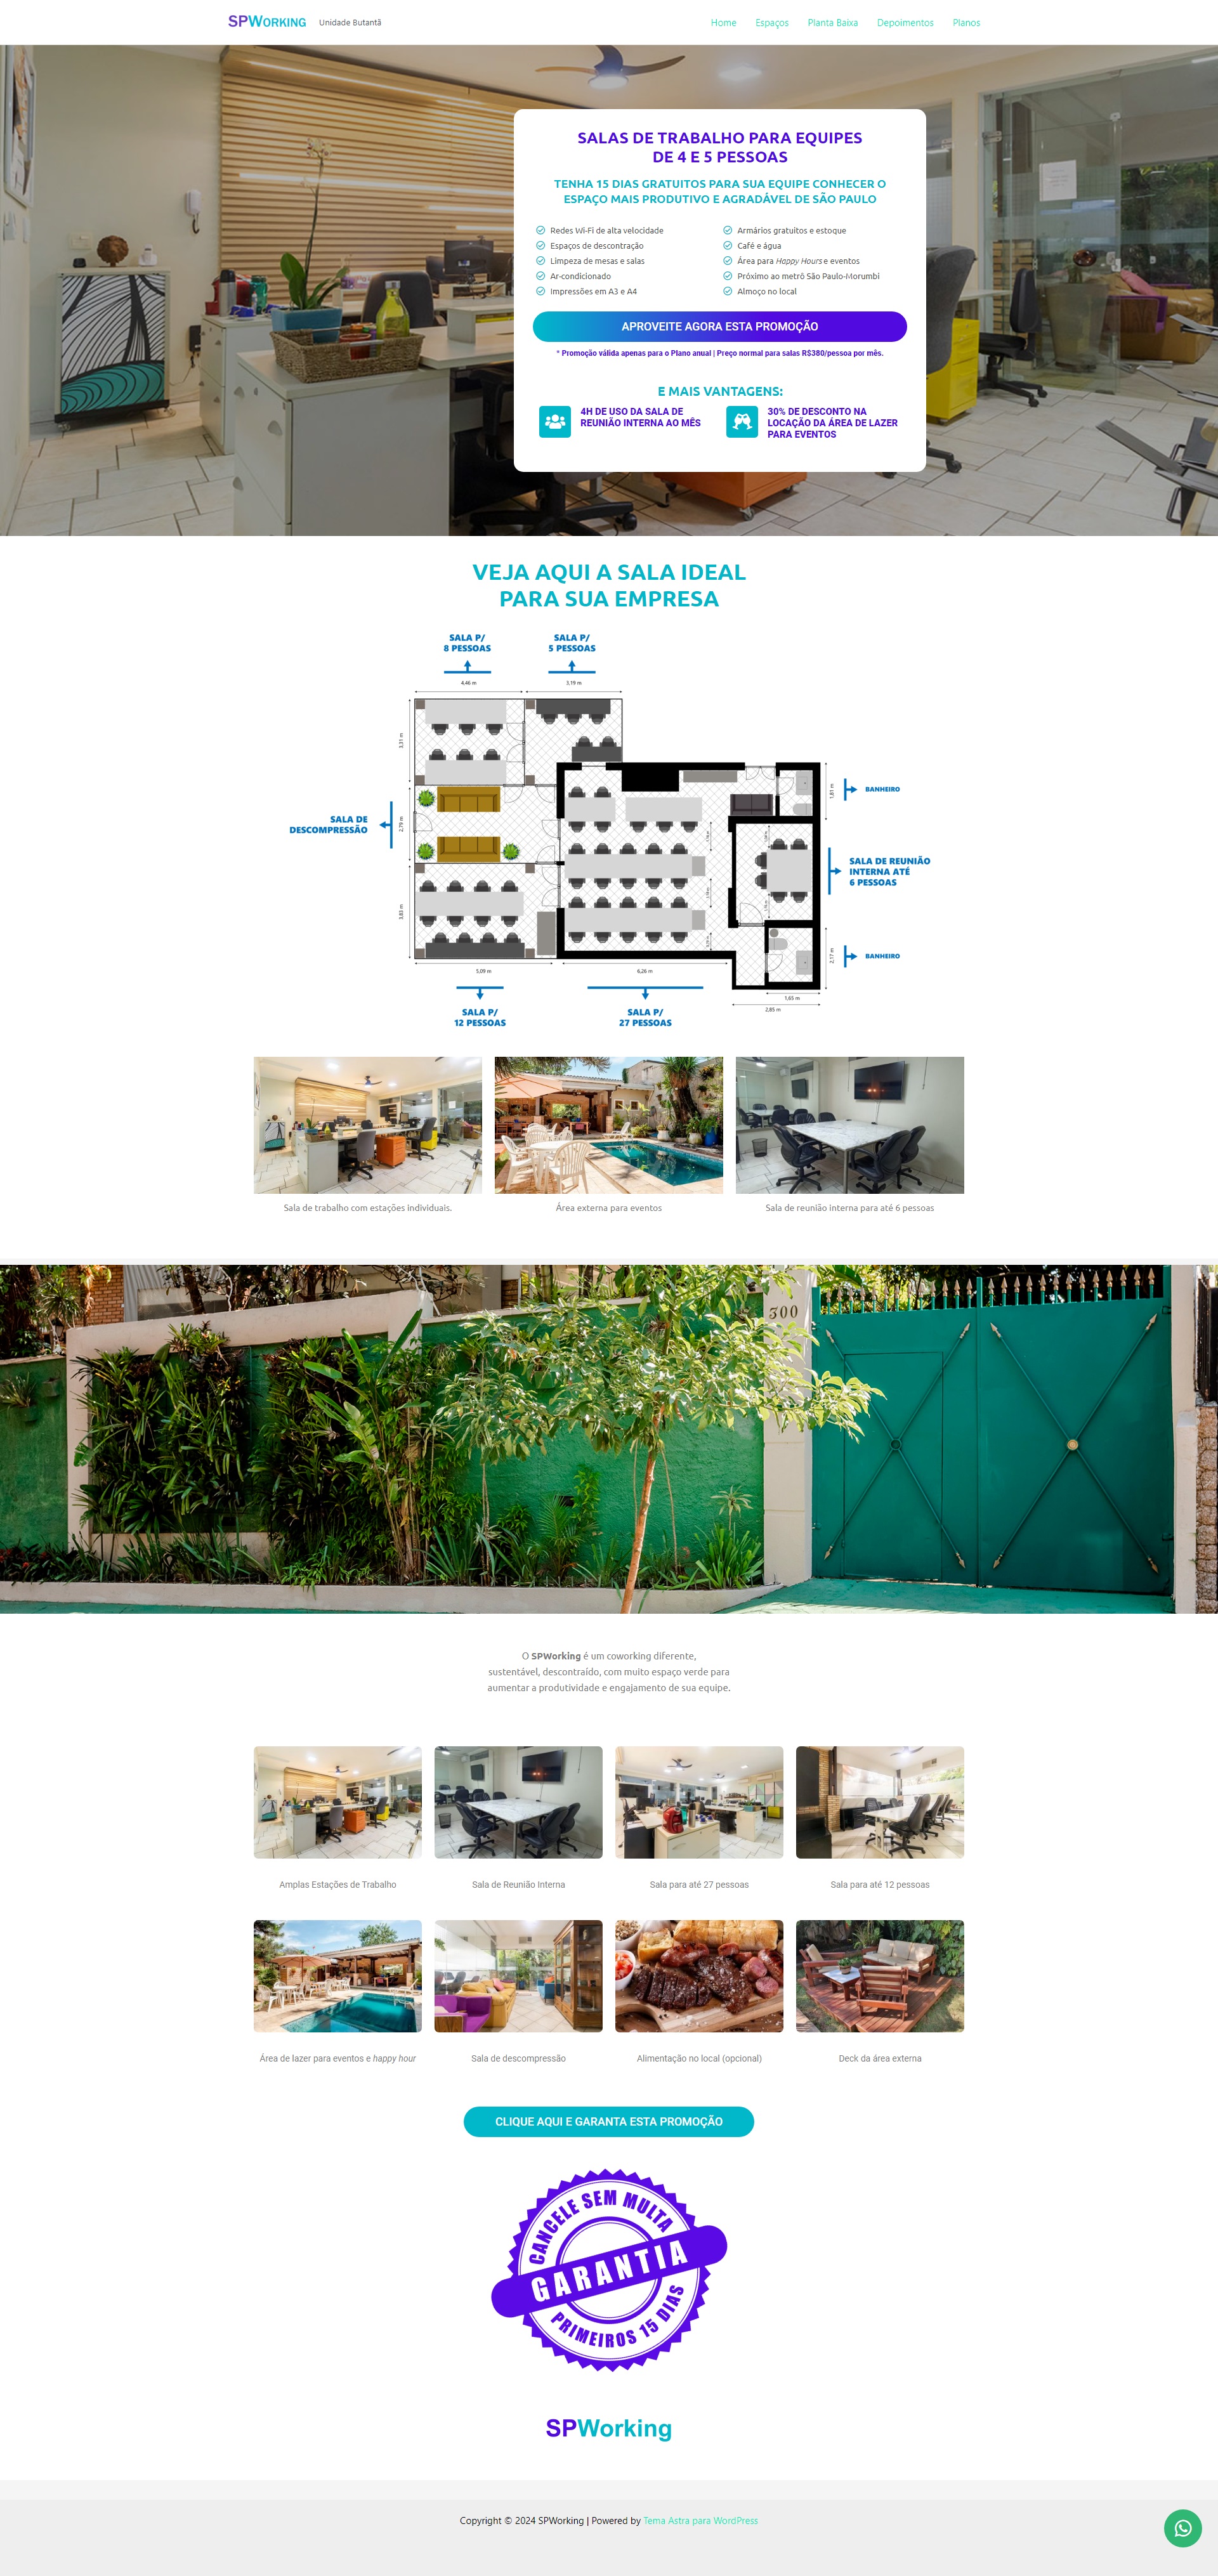 SPWORKING
Unidade Butantã
Home
Espaços
Planta Baixa
Depoimentos
Planos
SALAS DE TRABALHO PARA EQUIPES
DE 4 E 5 PESSOAS
TENHA 15 DIAS GRATUITOS PARA SUA EQUIPE CONHECER O
ESPAÇO MAIS PRODUTIVO E AGRADÁVEL DE SÃO PAULO
Redes Wi-Fi de alta velocidade
Espaços de descontração
Limpeza de mesas e salas
Ar-condicionado
Impressões em A3 e A4
Armários gratuitos e estoque
Café e água
Área para Happy Hours e eventos
Próximo ao metrô São Paulo-Morumbi
Almoço no local
APROVEITE AGORA ESTA PROMOÇÃO
* Promoção válida apenas para o Plano anual | Preço normal para salas R$380/pessoa por mês.
E MAIS VANTAGENS:
4H DE USO DA SALA DE
REUNIÃO INTERNA AO MÊS
30% DE DESCONTO NA
LOCAÇÃO DA ÁREA DE LAZER
PARA EVENTOS
VEJA AQUI A SALA IDEAL
PARA SUA EMPRESA
SALA P/
8 PESSOAS
SALA P/
5 PESSOAS
4,46 m
3,19 m
3,31 m
1,81 m
BANHEIRO
SALA DE
DESCOMPRESSÃO
2,79 m
SALA DE REUNIÃO
INTERNA ATÉ
6 PESSOAS
3,83 m
2,17 m
BANHEIRO
5,09 m
6,26 m
1,65 m
2,85 m
SALA P/
12 PESSOAS
SALA P/
27 PESSOAS
Sala de trabalho com estações individuais.
Área externa para eventos
Sala de reunião interna para até 6 pessoas
300
O SPWorking é um coworking diferente,
sustentável, descontraído, com muito espaço verde para
aumentar a produtividade e engajamento de sua equipe.
Amplas Estações de Trabalho
Sala de Reunião Interna
Sala para até 27 pessoas
Sala para até 12 pessoas
Área de lazer para eventos e happy hour
Sala de descompressão
Alimentação no local (opcional)
Deck da área externa
CLIQUE AQUI E GARANTA ESTA PROMOÇÃO
CANCELE SEM MULTA
GARANTIA
PRIMEIROS 15 DIAS
SPWorking
Copyright © 2024 SPWorking | Powered by Tema Astra para WordPress